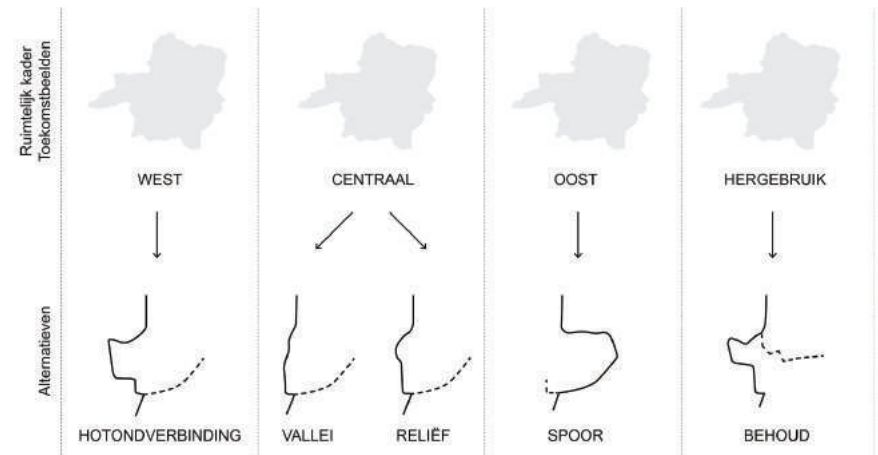 Ruimtelijk kader
Toekomstbeelden
WEST
CENTRAAL
OOST
HERGEBRUIK
Alternatieven
HOTONDVERBINDING
VALLEI
RELIËF
SPOOR
BEHOUD